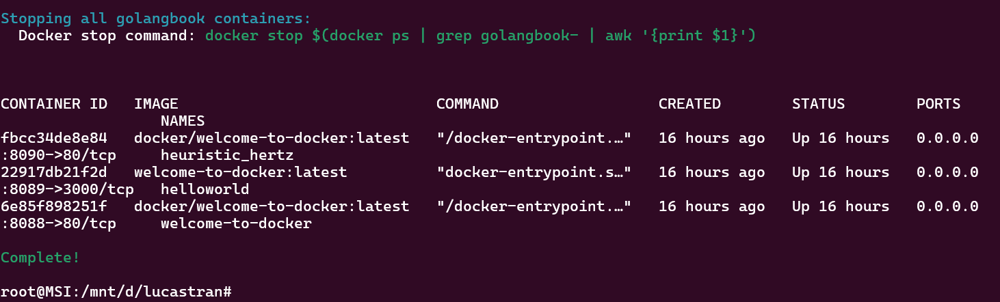 Stopping all golangbook containers:
  Docker stop command: docker stop $(docker ps | grep golangbook- | awk '{print $1}')
CONTAINER ID   IMAGE                             COMMAND                  CREATED        STATUS        PORTS
                  NAMES
fbcc34de8e84   docker/welcome-to-docker:latest   "/docker-entrypoint.…"   16 hours ago   Up 16 hours   0.0.0.0
:8090->80/tcp     heuristic_hertz
22917db21f2d   welcome-to-docker:latest          "docker-entrypoint.s…"   16 hours ago   Up 16 hours   0.0.0.0
:8089->3000/tcp   helloworld
6e85f898251f   docker/welcome-to-docker:latest   "/docker-entrypoint.…"   16 hours ago   Up 16 hours   0.0.0.0
:8088->80/tcp     welcome-to-docker
Complete!
root@MSI:/mnt/d/lucastran#